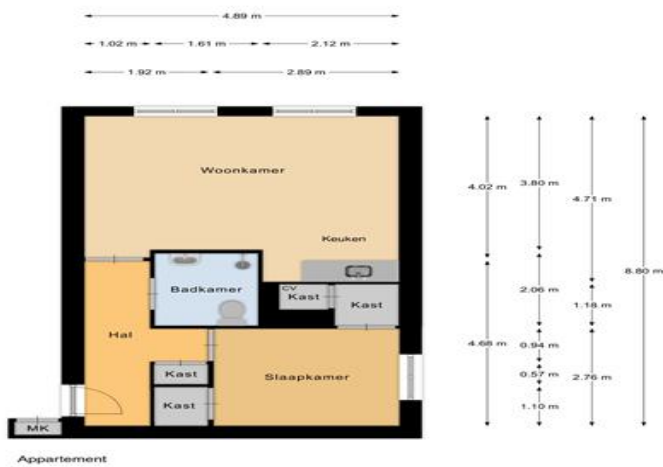 4.89 m
1.02 m 1.61 m 2.12 m
1.92 m 2.89 m
Woonkamer
Keuken
Badkamer
CV
Kast
Kast
Hal
Kast
Slaapkamer
Kast
MK
4.02 m
4.68 m
3.80 m
2.06 m
0.94 m
0.57 m
1.10 m
4.71 m
1.18 m
2.76 m
8.80 m
Appartement